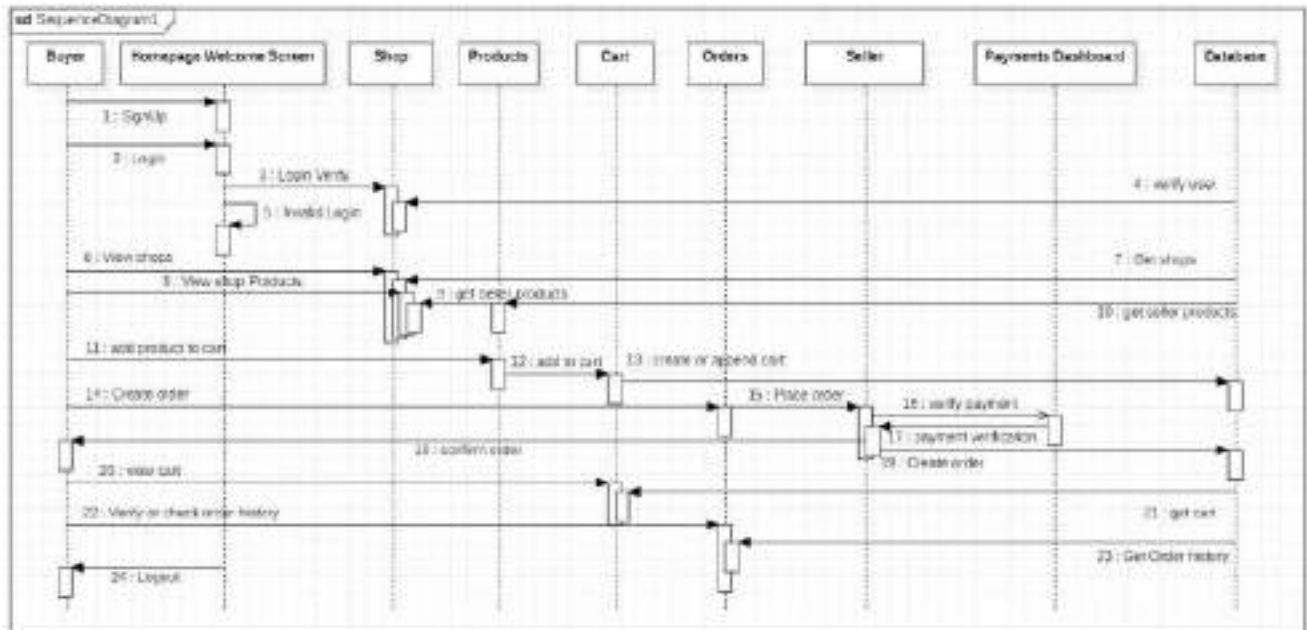 sd SequenceDiagram1
Buyer
Homepage Welcome Screen
Shop
Products
Cart
Orders
Seller
Payments Dashboard
Database
1 : SignUp
2 : Login
3 : Login Verify
4 : verify user
5 : Invalid Login
6 : View shops
7 : Get shops
8 : View shop Products
9 : get seller products
10 : get seller products
11 : add product to cart
12 : add to cart
13 : create or append cart
14 : Create order
15 : Place order
16 : verify payment
17 : payment verification
18 : confirm order
19 : Create order
20 : view cart
21 : get cart
22 : Verify or check order history
23 : Get Order history
24 : Logout